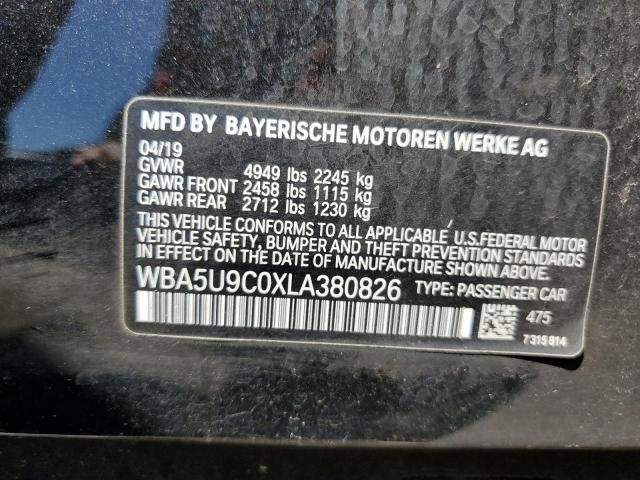 MFD BY BAYERISCHE MOTOREN WERKE AG
04/19
GVWR 4949 lbs 2245 kg
GAWR FRONT 2458 lbs 1115 kg
GAWR REAR 2712 lbs 1230 kg
THIS VEHICLE CONFORMS TO ALL APPLICABLE U.S.FEDERAL MOTOR
VEHICLE SAFETY, BUMPER AND THEFT PREVENTION STANDARDS
IN EFFECT ON THE DATE OF MANUFACTURE SHOWN ABOVE.
WBA5U9C0XLA380826 TYPE: PASSENGER CAR
475
7315814